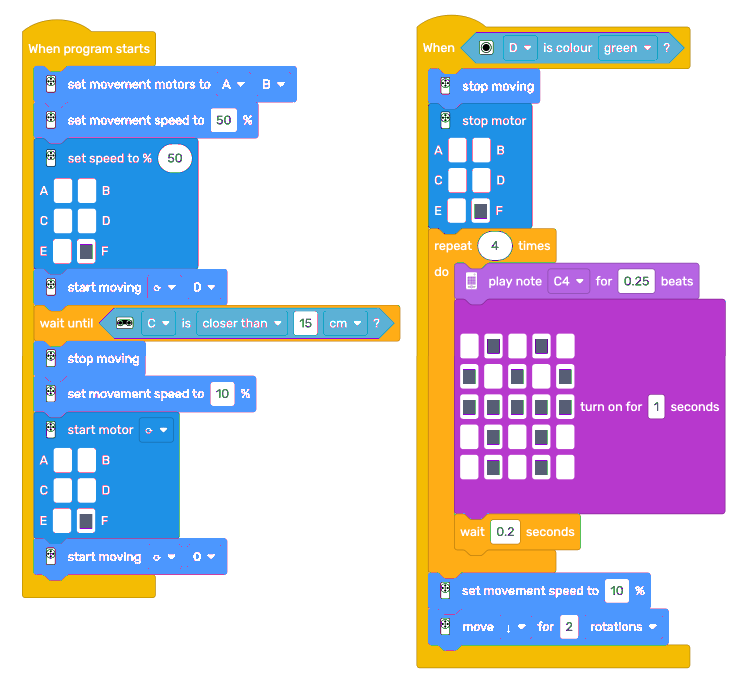 When program starts
set movement motors to A B
set movement speed to 50 %
set speed to % 50
A B
C D
E F
start moving 0
wait until C is closer than 15 cm ?
stop moving
set movement speed to 10 %
start motor
A B
C D
E F
start moving 0
When D is colour green ?
stop moving
stop motor
A B
C D
E F
repeat 4 times
do
play note C4 for 0.25 beats
turn on for 1 seconds
wait 0.2 seconds
set movement speed to 10 %
move ↓ for 2 rotations